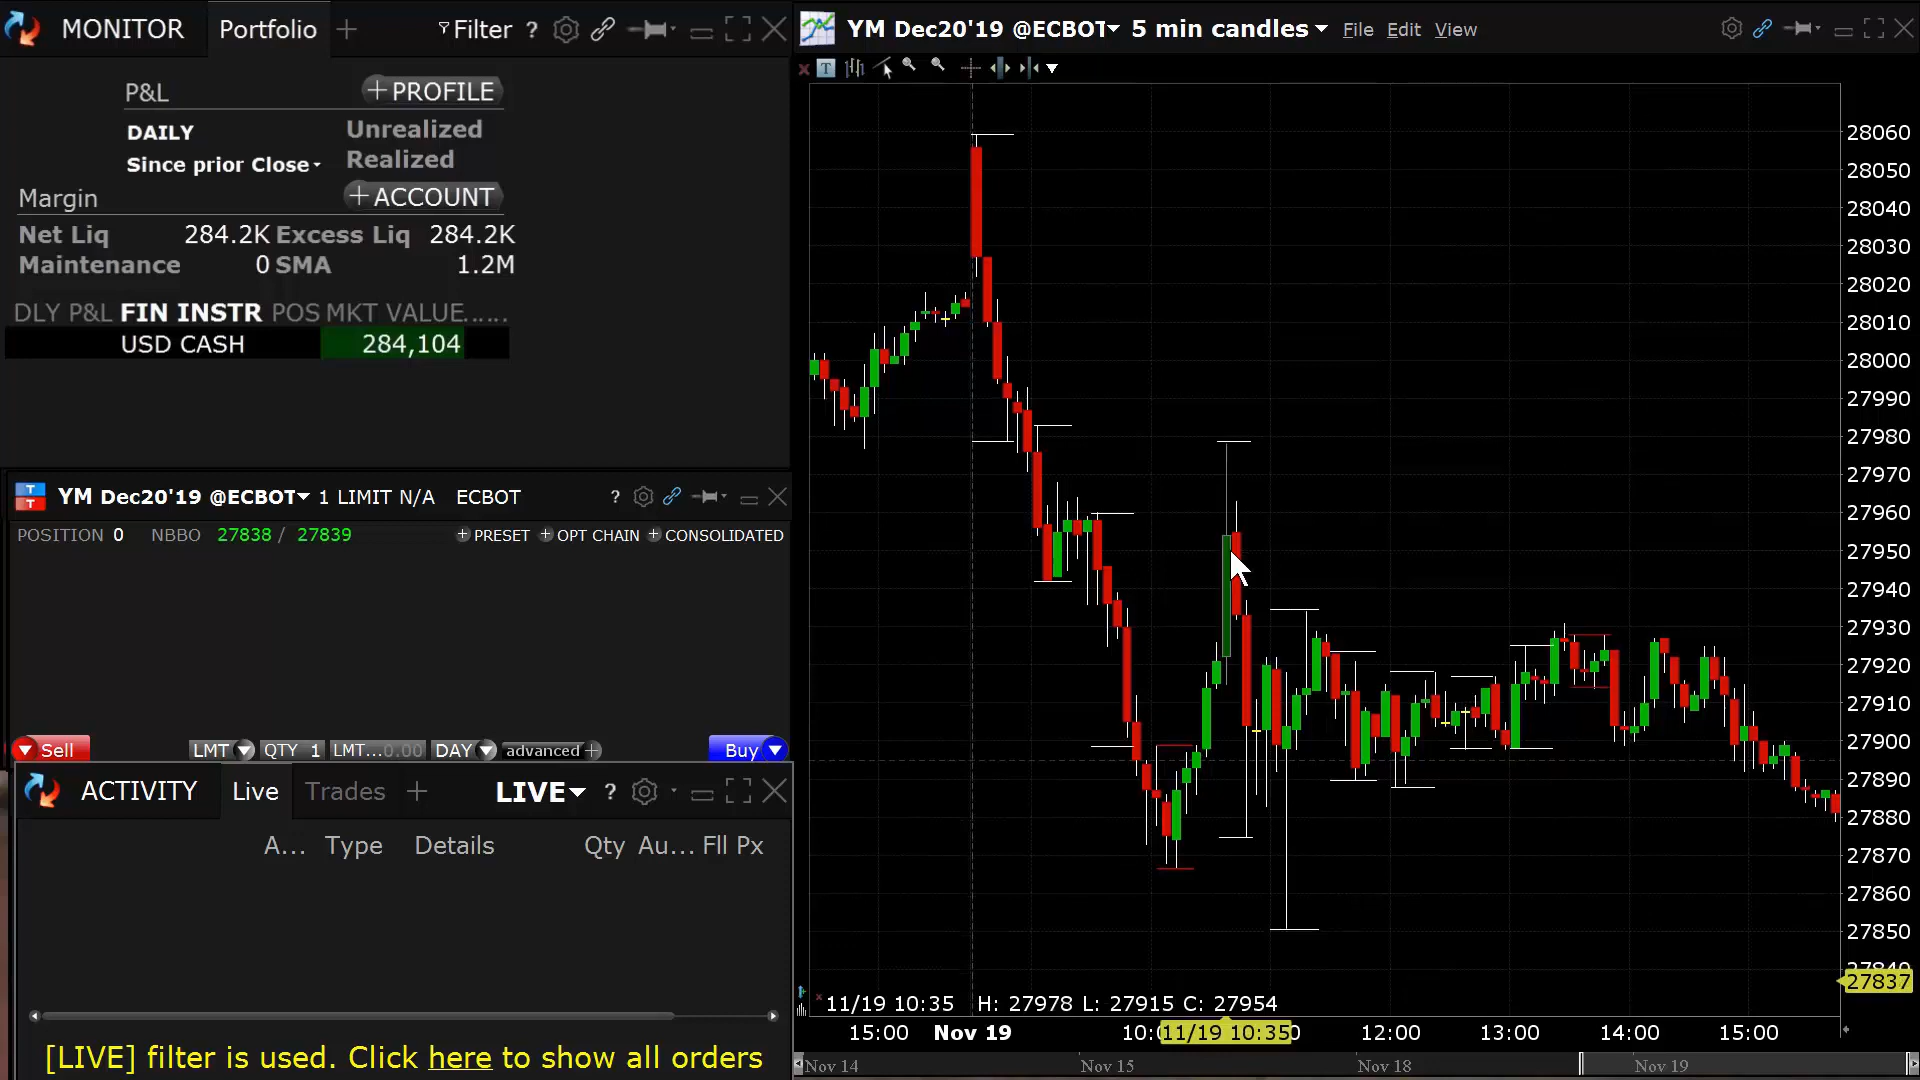 MONITOR Portfolio + Filter ?
P&L + PROFILE
DAILY Unrealized
Since prior Close Realized
Margin + ACCOUNT
Net Liq 284.2K Excess Liq 284.2K
Maintenance 0 SMA 1.2M
DLY P&L FIN INSTR POS MKT VALUE......
USD CASH 284,104
YM Dec20'19 @ECBOT 1 LIMIT N/A ECBOT ?
POSITION 0 NBBO 27838 / 27839 + PRESET + OPT CHAIN + CONSOLIDATED
Sell LMT QTY 1 LMT...0.00 DAY advanced + Buy
ACTIVITY Live Trades + LIVE ?
A... Type Details Qty Au... Fll Px
[LIVE] filter is used. Click here to show all orders
YM Dec20'19 @ECBOT 5 min candles File Edit View
28060
28050
28040
28030
28020
28010
28000
27990
27980
27970
27960
27950
27940
27930
27920
27910
27900
27890
27880
27870
27860
27850
27840
27837
11/19 10:35 H: 27978 L: 27915 C: 27954
15:00 Nov 19 10:0 11/19 10:35 0 12:00 13:00 14:00 15:00
Nov 14 Nov 15 Nov 18 Nov 19